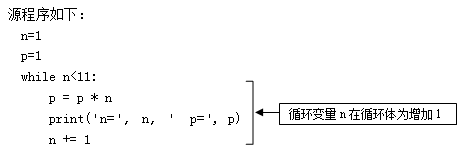 源程序如下：
n=1
p=1
while n<11:
    p = p * n
    print('n=', n, '  p=', p)
    n += 1
循环变量 n 在循环体为增加 1